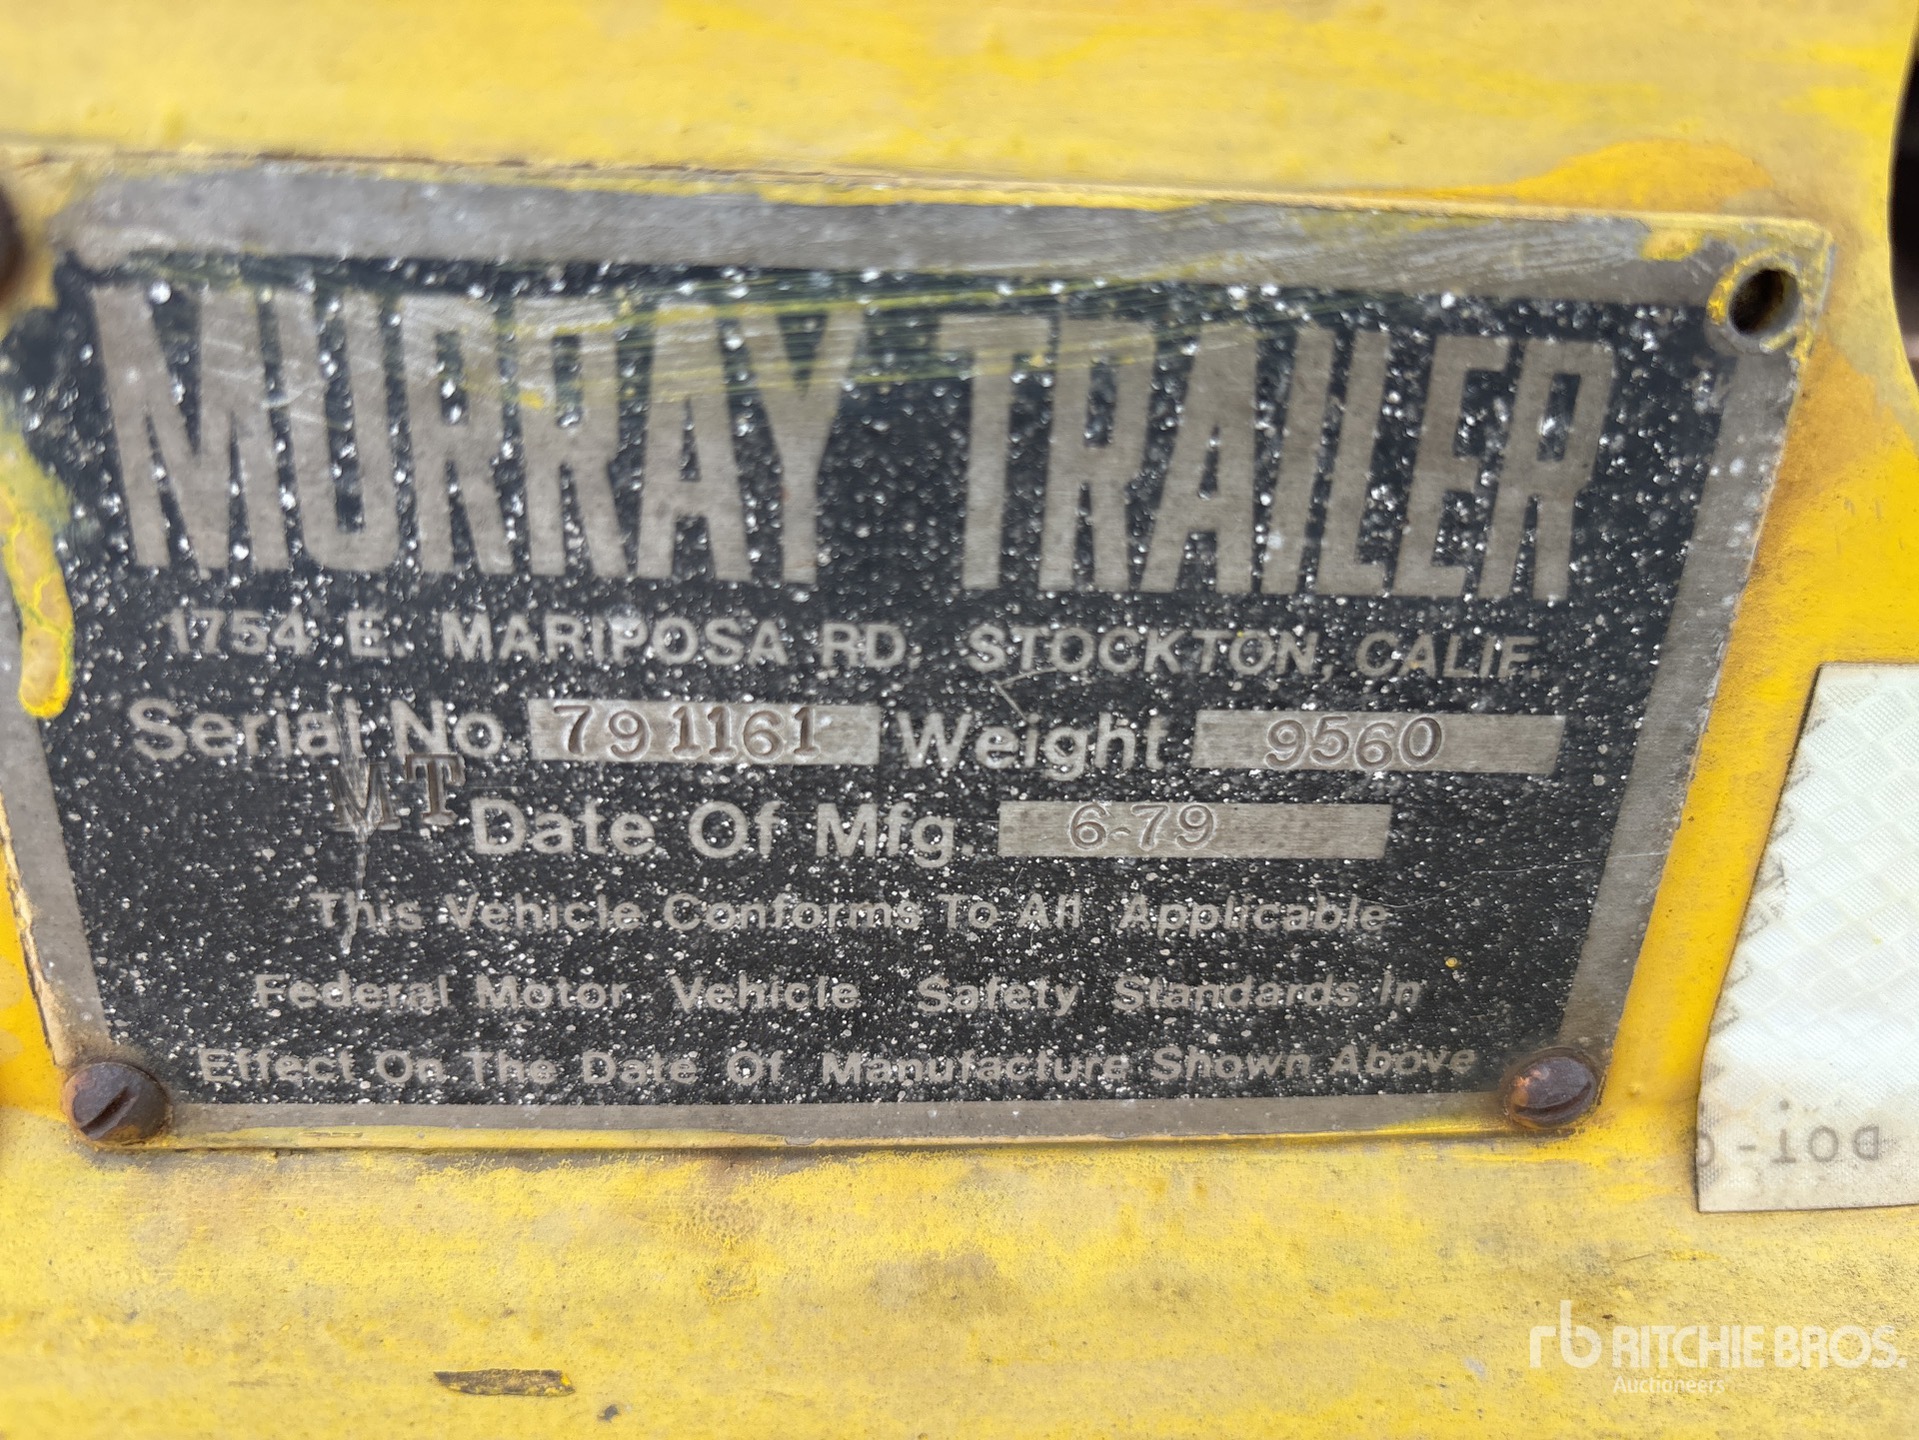 MURRAY TRAILER
1754 E. MARIPOSA RD. STOCKTON, CALIF.
Serial No. 791161 Weight 9560
MT Date Of Mfg. 6-79
This Vehicle Conforms To All Applicable
Federal Motor Vehicle Safety Standards In
Effect On The Date Of Manufacture Shown Above
DOT-C
rb RITCHIE BROS.
Auctioneers